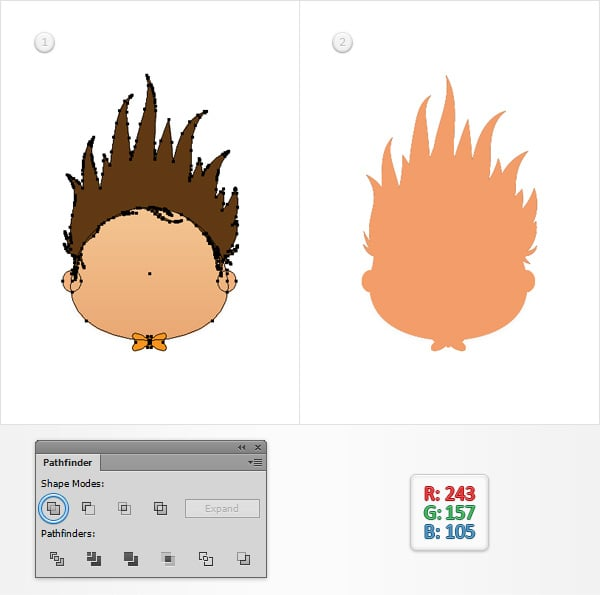 1
2
Pathfinder
Shape Modes:
Expand
Pathfinders:
R: 243
G: 157
B: 105